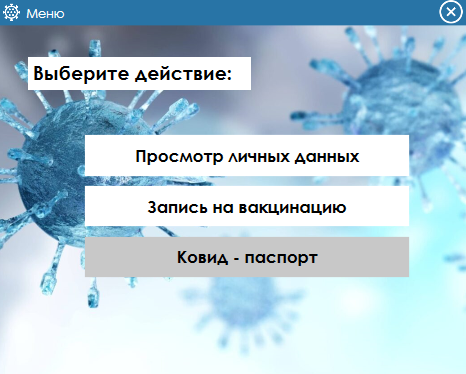 Меню
Выберите действие:
Просмотр личных данных
Запись на вакцинацию
Ковид - паспорт